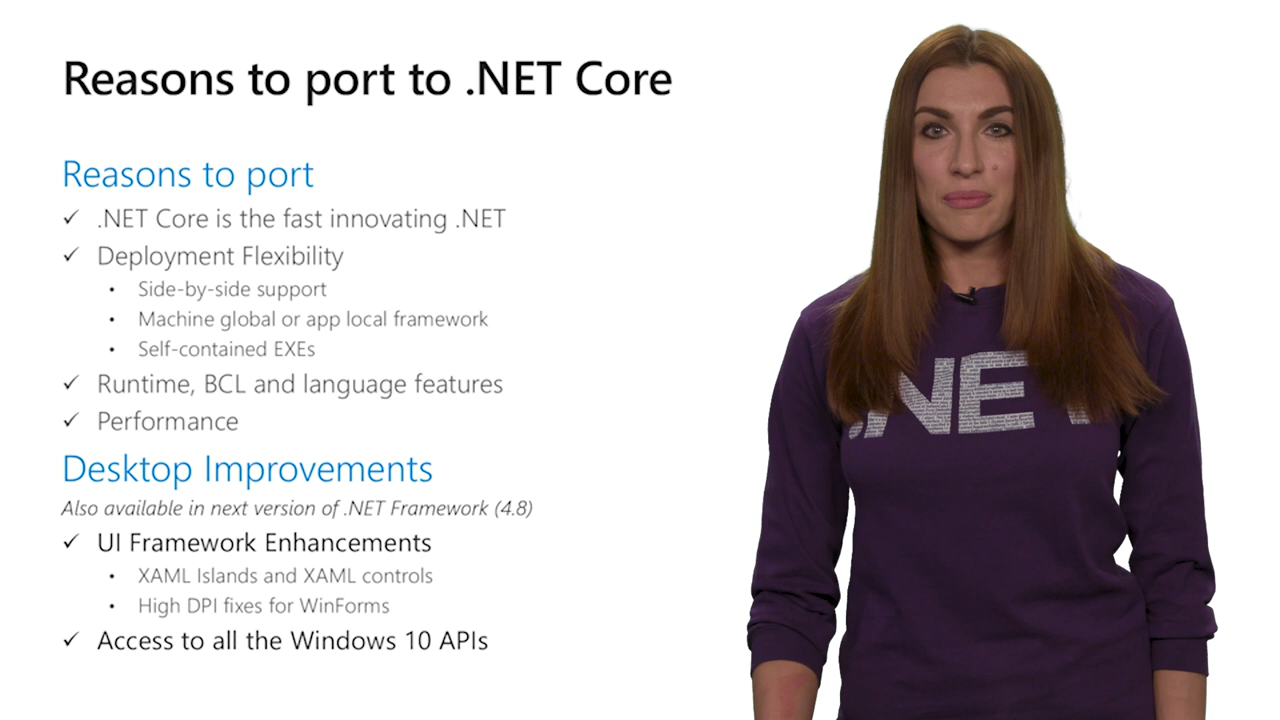 Reasons to port to .NET Core
Reasons to port
✓ .NET Core is the fast innovating .NET
✓ Deployment Flexibility
• Side-by-side support
• Machine global or app local framework
• Self-contained EXEs
✓ Runtime, BCL and language features
✓ Performance
Desktop Improvements
Also available in next version of .NET Framework (4.8)
✓ UI Framework Enhancements
• XAML Islands and XAML controls
• High DPI fixes for WinForms
✓ Access to all the Windows 10 APIs
.NET